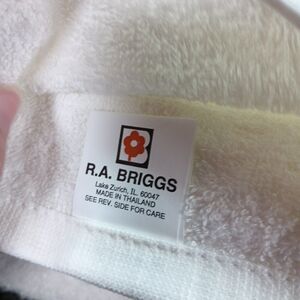 R.A. BRIGGS
Lake Zurich, IL. 60047
MADE IN THAILAND
SEE REV. SIDE FOR CARE